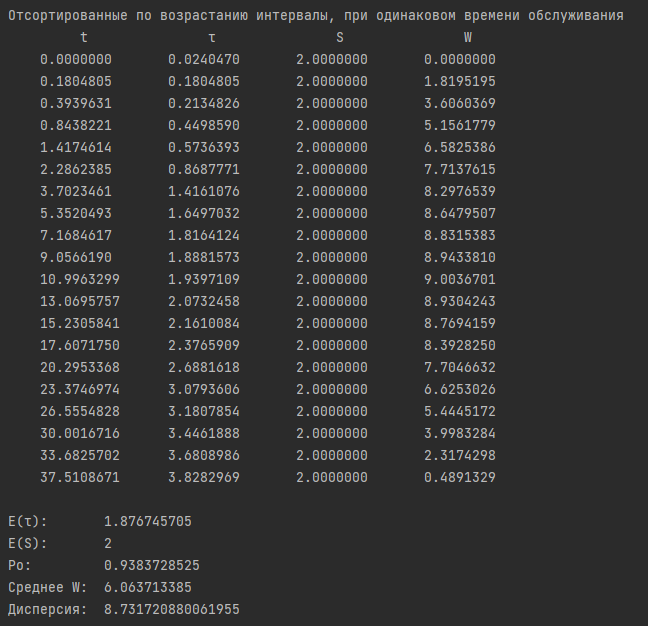 Отсортированные по возрастанию интервалы, при одинаковом времени обслуживания
t τ S W
0.0000000 0.0240470 2.0000000 0.0000000
0.1804805 0.1804805 2.0000000 1.8195195
0.3939631 0.2134826 2.0000000 3.6060369
0.8438221 0.4498590 2.0000000 5.1561779
1.4174614 0.5736393 2.0000000 6.5825386
2.2862385 0.8687771 2.0000000 7.7137615
3.7023461 1.4161076 2.0000000 8.2976539
5.3520493 1.6497032 2.0000000 8.6479507
7.1684617 1.8164124 2.0000000 8.8315383
9.0566190 1.8881573 2.0000000 8.9433810
10.9963299 1.9397109 2.0000000 9.0036701
13.0695757 2.0732458 2.0000000 8.9304243
15.2305841 2.1610084 2.0000000 8.7694159
17.6071750 2.3765909 2.0000000 8.3928250
20.2953368 2.6881618 2.0000000 7.7046632
23.3746974 3.0793606 2.0000000 6.6253026
26.5554828 3.1807854 2.0000000 5.4445172
30.0016716 3.4461888 2.0000000 3.9983284
33.6825702 3.6808986 2.0000000 2.3174298
37.5108671 3.8282969 2.0000000 0.4891329
E(τ): 1.876745705
E(S): 2
Ро: 0.9383728525
Среднее W: 6.063713385
Дисперсия: 8.731720880061955